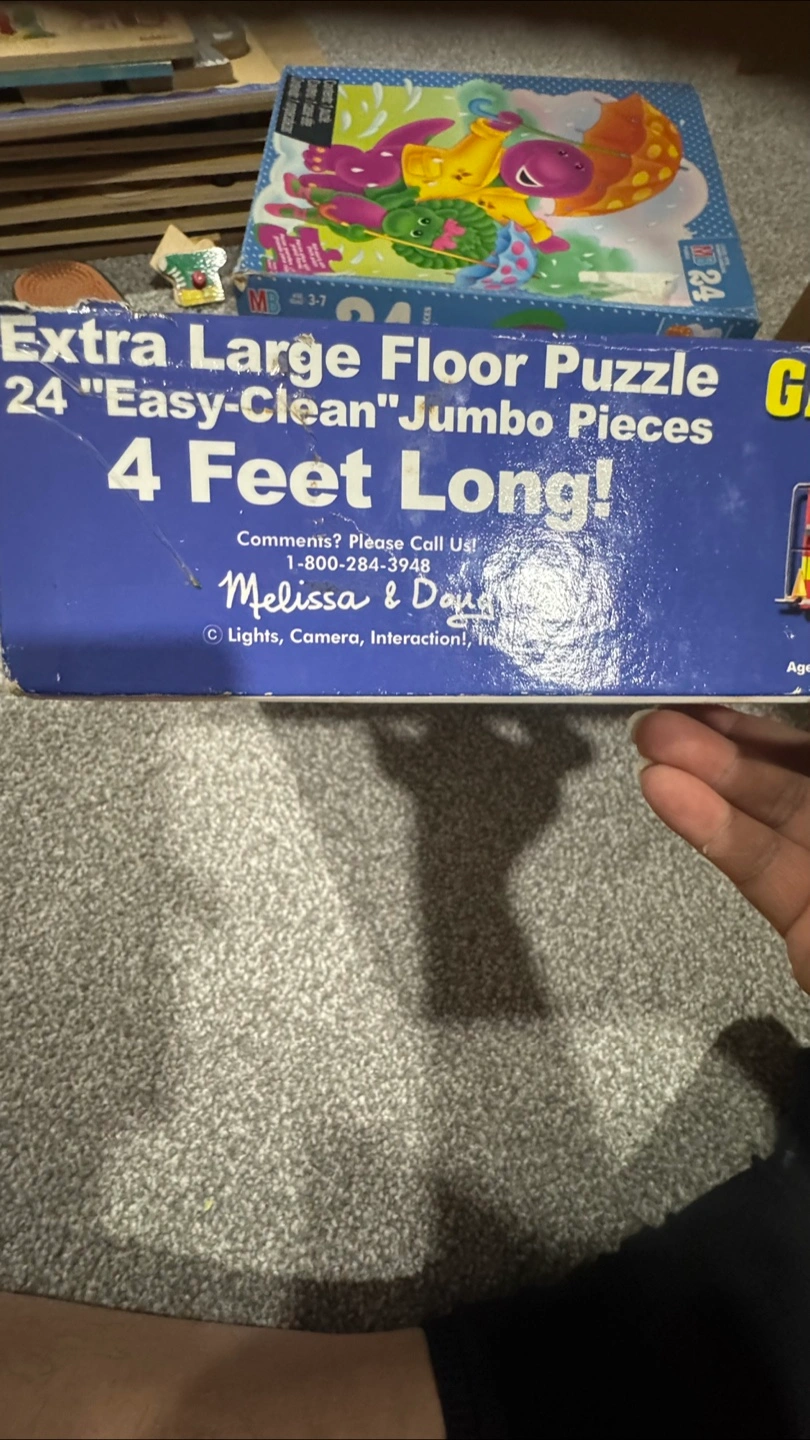 MB
3-7
24
24
Extra Large Floor Puzzle
24 "Easy-Clean" Jumbo Pieces
4 Feet Long!
Comments? Please Call Us!
1-800-284-3948
Melissa & Doug
© Lights, Camera, Interaction!,